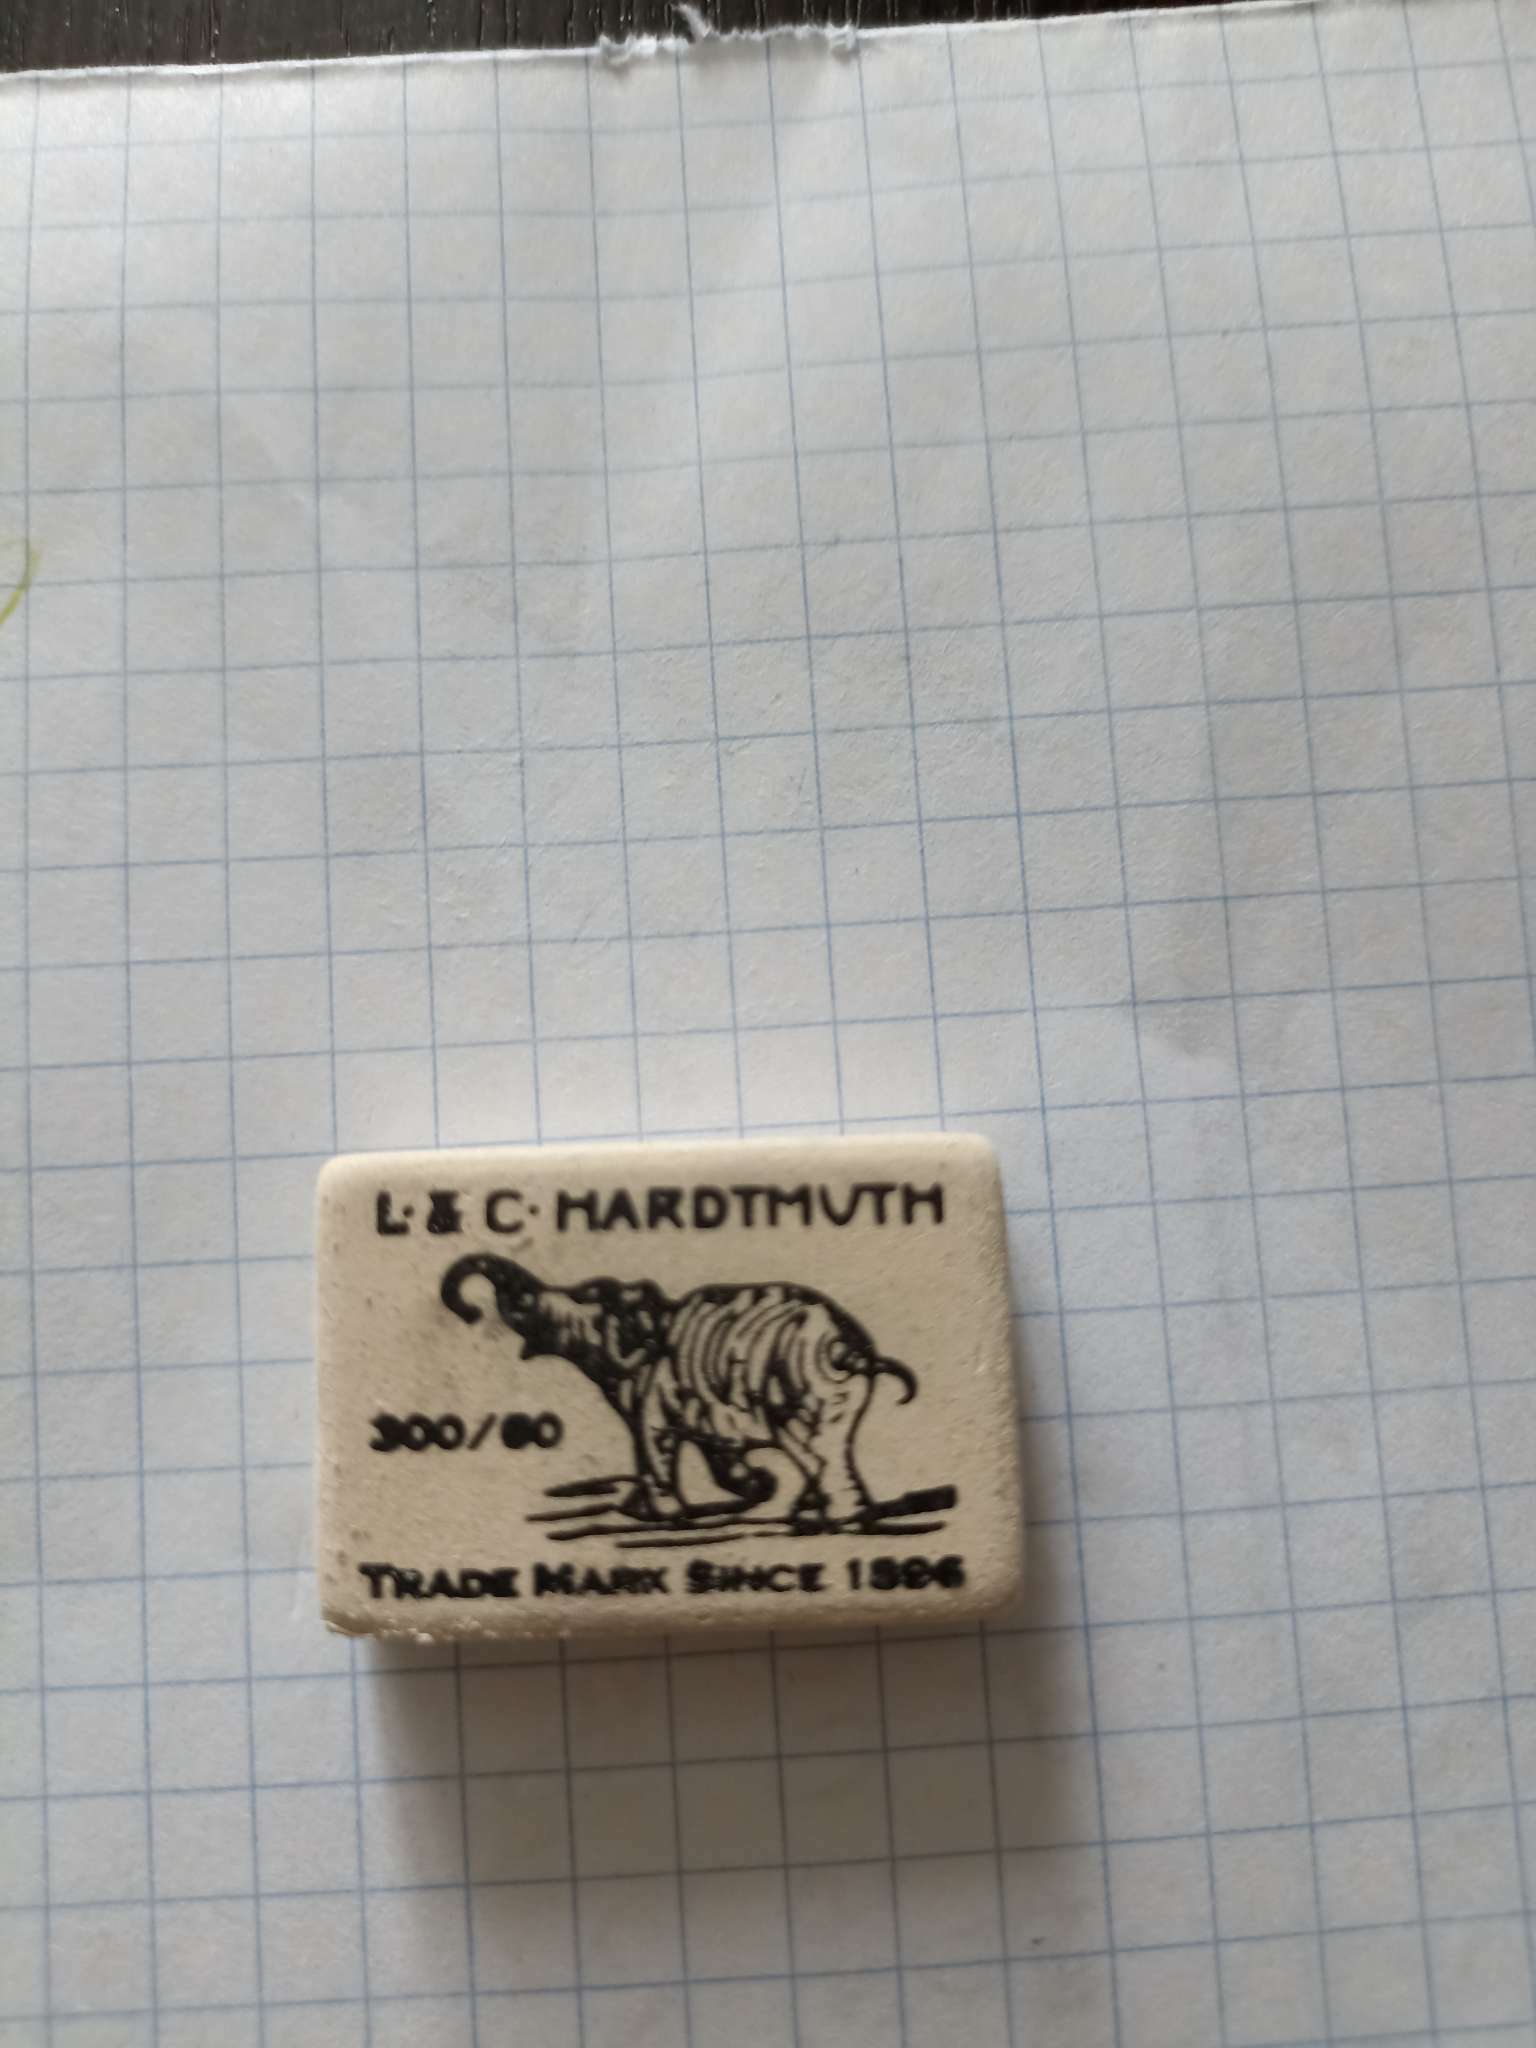 L. & C. HARDTMUTH
300/60
TRADE MARK SINCE 1896